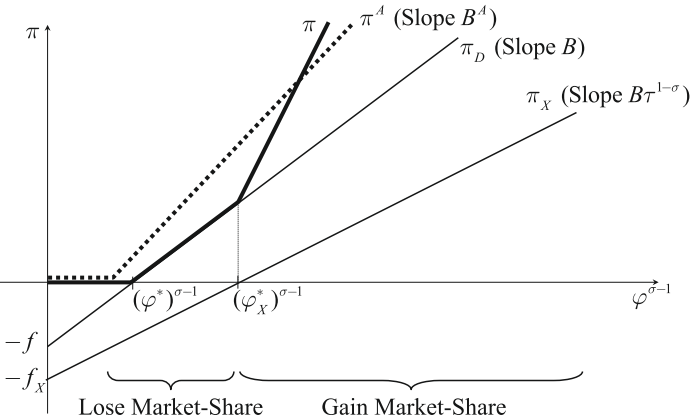 π
π
π^A (Slope B^A)
π_D (Slope B)
π_X (Slope Bτ^{1−σ})
(φ*)^{σ−1}
(φ*_X)^{σ−1}
φ^{σ−1}
−f
−f_X
Lose Market-Share
Gain Market-Share